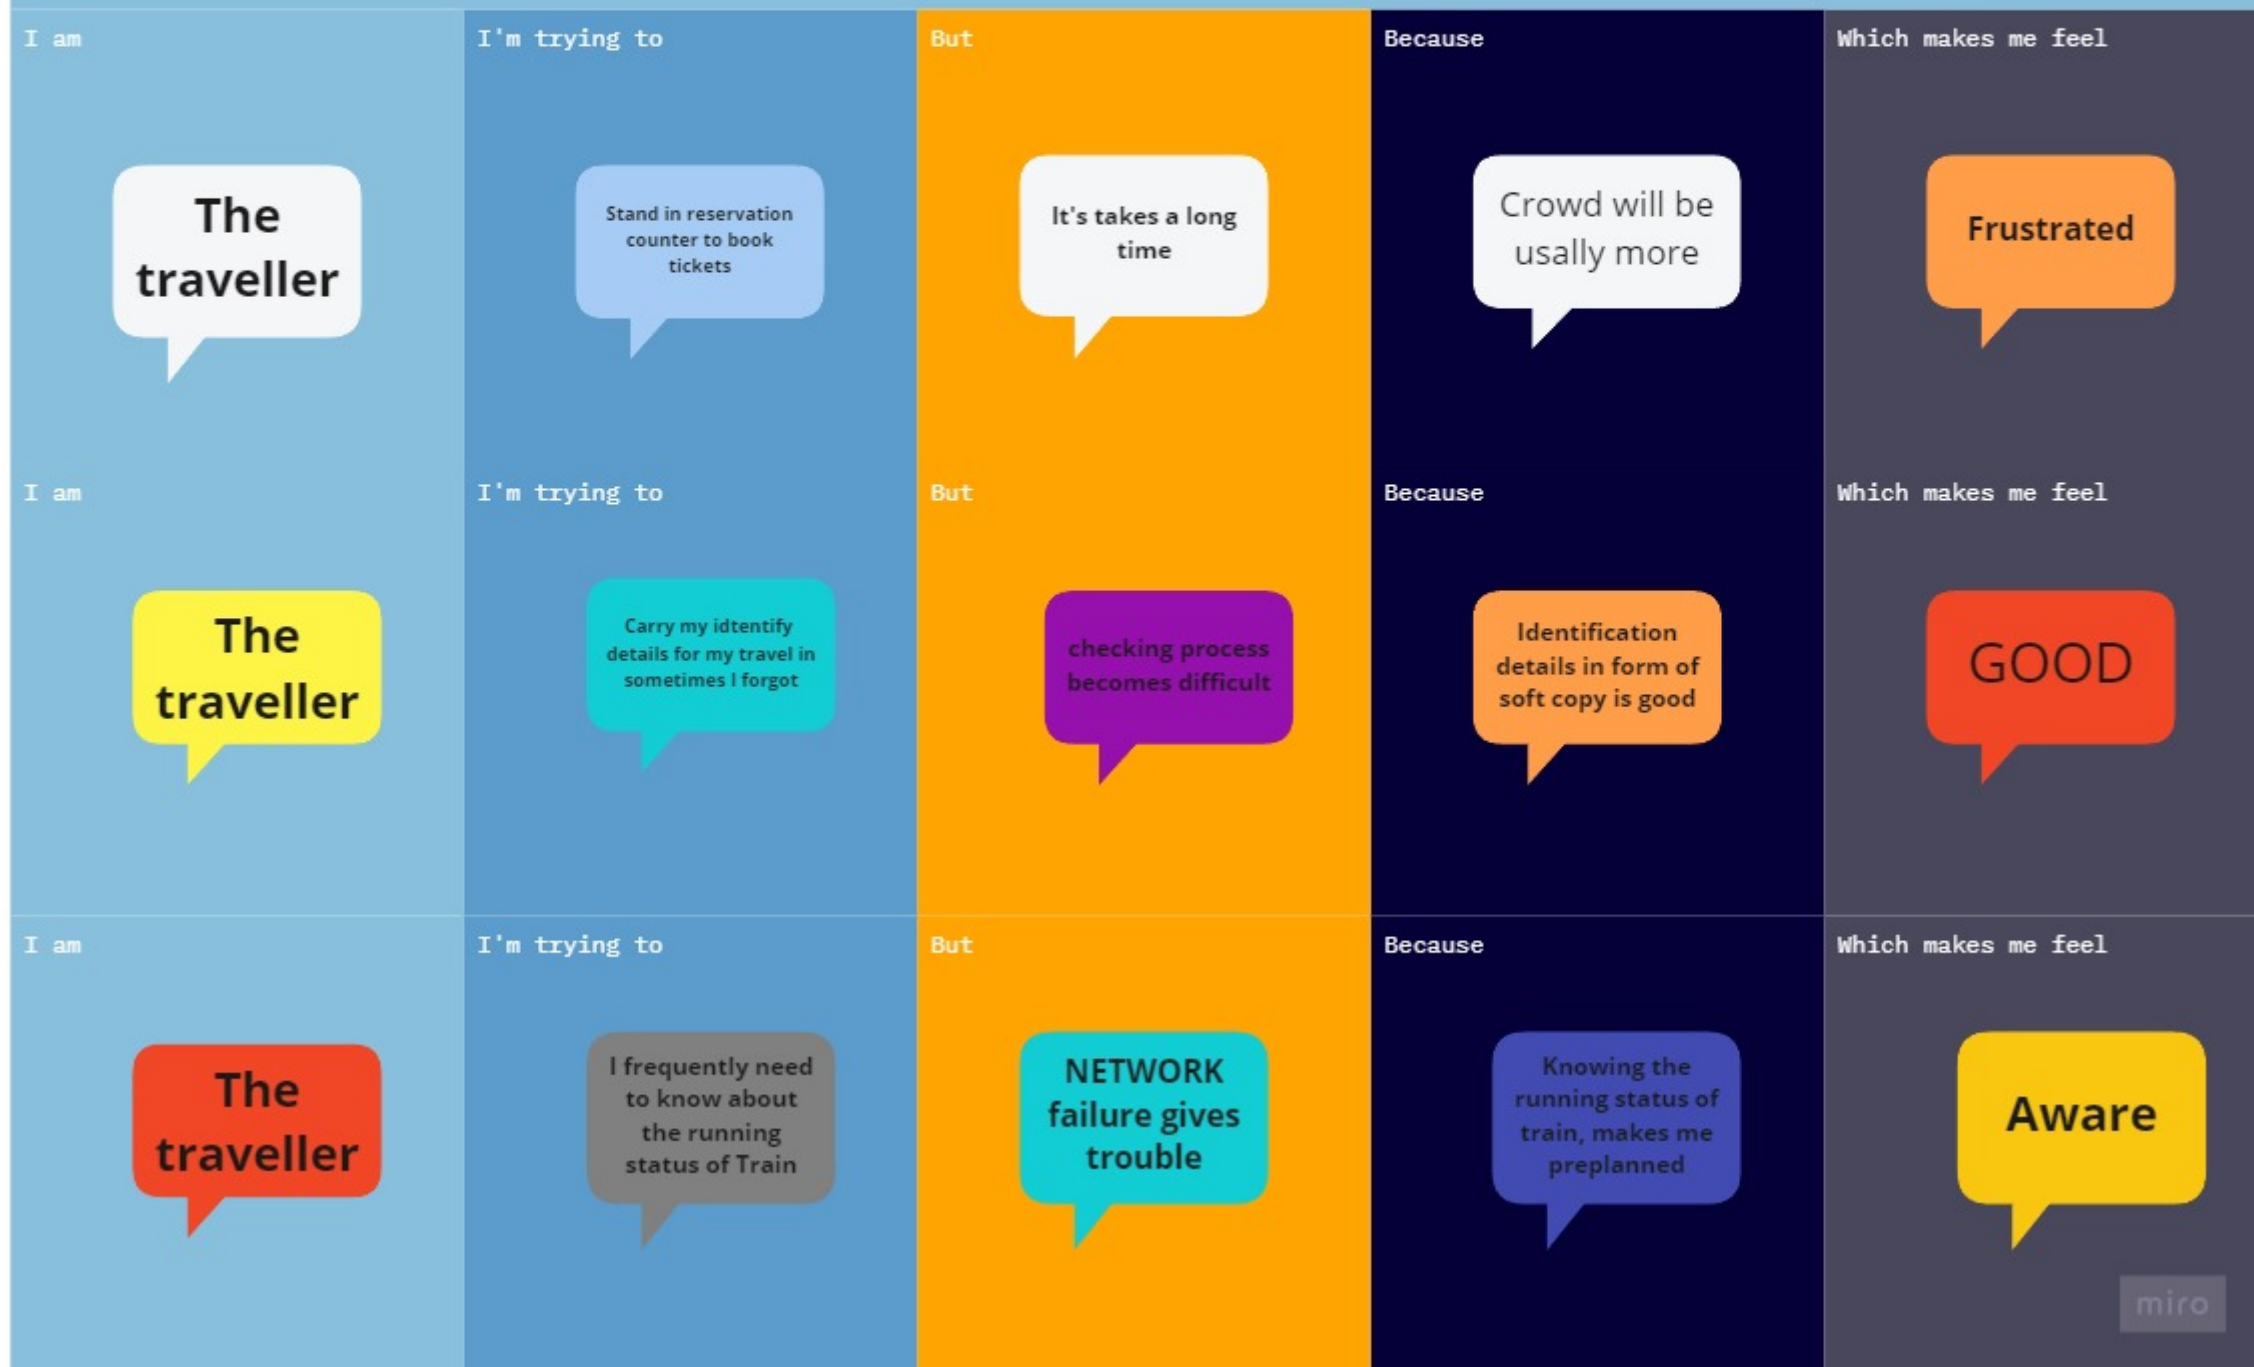 I am
I'm trying to
But
Because
Which makes me feel
The
traveller
Stand in reservation
counter to book
tickets
It's takes a long
time
Crowd will be
usally more
Frustrated
I am
I'm trying to
But
Because
Which makes me feel
The
traveller
Carry my idtentify
details for my travel in
sometimes I forgot
checking process
becomes difficult
Identification
details in form of
soft copy is good
GOOD
I am
I'm trying to
But
Because
Which makes me feel
The
traveller
I frequently need
to know about
the running
status of Train
NETWORK
failure gives
trouble
Knowing the
running status of
train, makes me
preplanned
Aware
miro